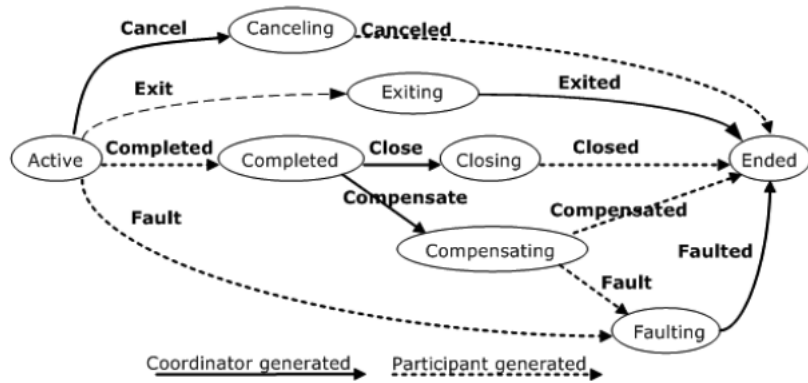 Cancel
Canceling
Canceled
Exit
Exiting
Exited
Active
Completed
Completed
Close
Closing
Closed
Ended
Compensate
Compensated
Fault
Compensating
Fault
Faulted
Faulting
Coordinator generated
Participant generated